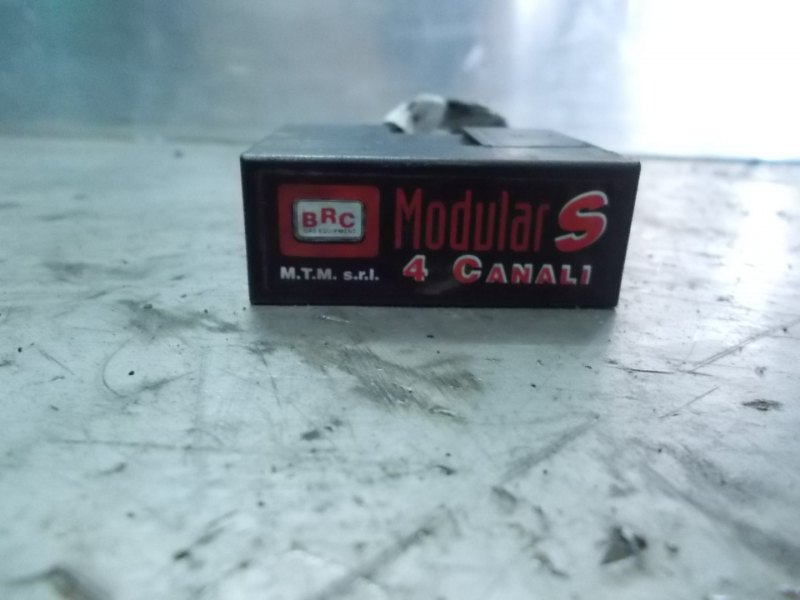 BRC
GAS EQUIPMENT
Modular S
M.T.M. s.r.l.
4 CANALI